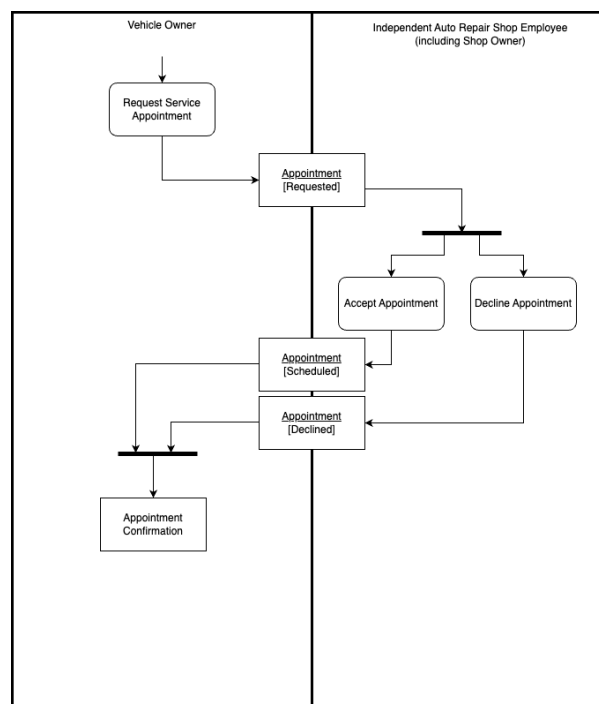 Vehicle Owner
Independent Auto Repair Shop Employee
(including Shop Owner)
Request Service
Appointment
Appointment
[Requested]
Accept Appointment
Decline Appointment
Appointment
[Scheduled]
Appointment
[Declined]
Appointment
Confirmation